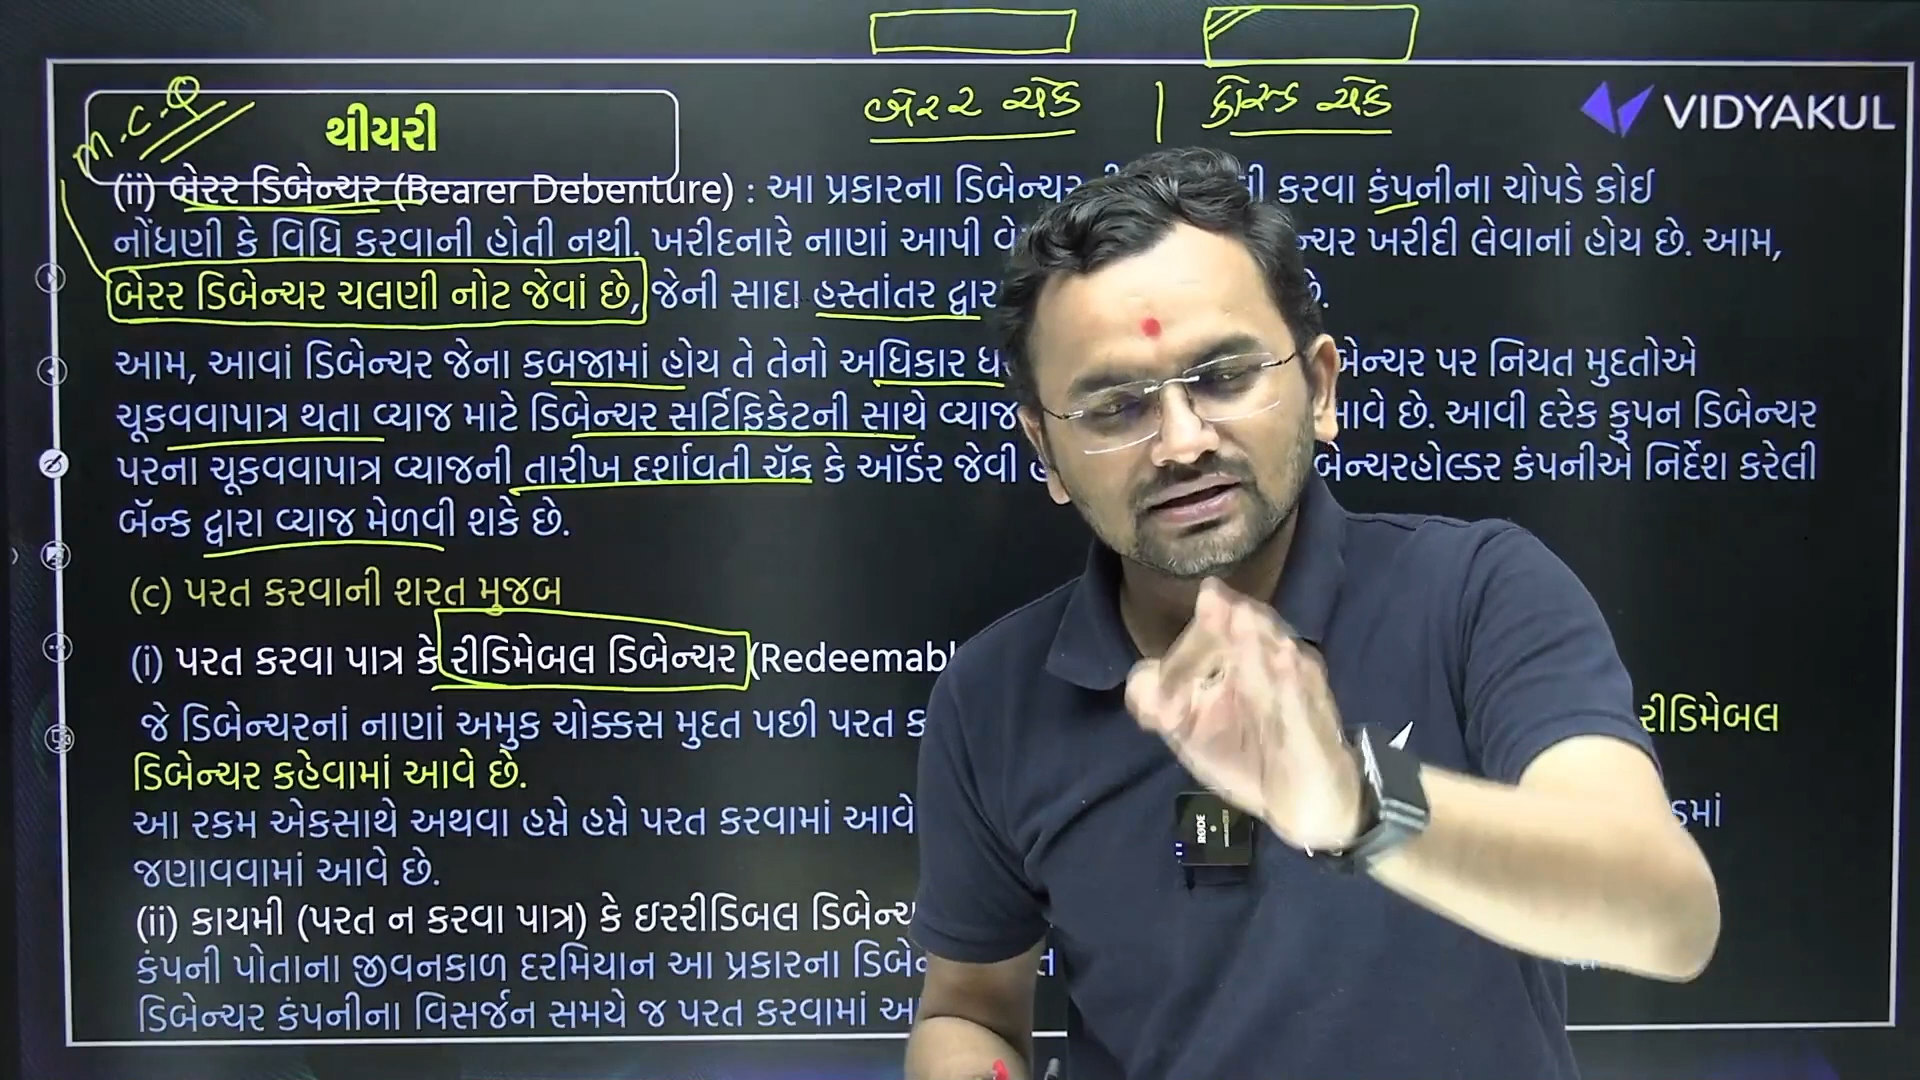 બેરર ચેક | ક્રોસ્ડ ચેક
M.C.Q
થીયરી
VIDYAKUL
(ii) બેરર ડિબેન્ચર (Bearer Debenture) : આ પ્રકારના ડિબેન્ચર કરવા કંપનીના ચોપડે કોઈ
નોંધણી કે વિધિ કરવાની હોતી નથી. ખરીદનારે નાણાં આપી ખરીદી લેવાનાં હોય છે. આમ,
બેરર ડિબેન્ચર ચલણી નોટ જેવાં છે, જેની સાદા હસ્તાંતર દ્વારા છે.
આમ, આવાં ડિબેન્ચર જેના કબજામાં હોય તે તેનો અધિકાર ડિબેન્ચર પર નિયત મુદતોએ
ચૂકવવાપાત્ર થતા વ્યાજ માટે ડિબેન્ચર સર્ટિફિકેટની સાથે વ્યાજ આવે છે. આવી દરેક કુપન ડિબેન્ચર
પરના ચૂકવવાપાત્ર વ્યાજની તારીખ દર્શાવતી ચૅક કે ઑર્ડર જેવી ડિબેન્ચરહોલ્ડર કંપનીએ નિર્દેશ કરેલી
બૅન્ક દ્વારા વ્યાજ મેળવી શકે છે.
(c) પરત કરવાની શરત મુજબ
(i) પરત કરવા પાત્ર કે રીડિમેબલ ડિબેન્ચર (Redeemabl
જે ડિબેન્ચરનાં નાણાં અમુક ચોક્કસ મુદત પછી પરત રીડિમેબલ
ડિબેન્ચર કહેવામાં આવે છે.
આ રકમ એકસાથે અથવા હપ્તે હપ્તે પરત કરવામાં આવે
જણાવવામાં આવે છે.
(ii) કાયમી (પરત ન કરવા પાત્ર) કે ઇરરીડિબલ ડિબેન્ચ
કંપની પોતાના જીવનકાળ દરમિયાન આ પ્રકારના
ડિબેન્ચર કંપનીના વિસર્જન સમયે જ પરત કરવામાં
RØDE